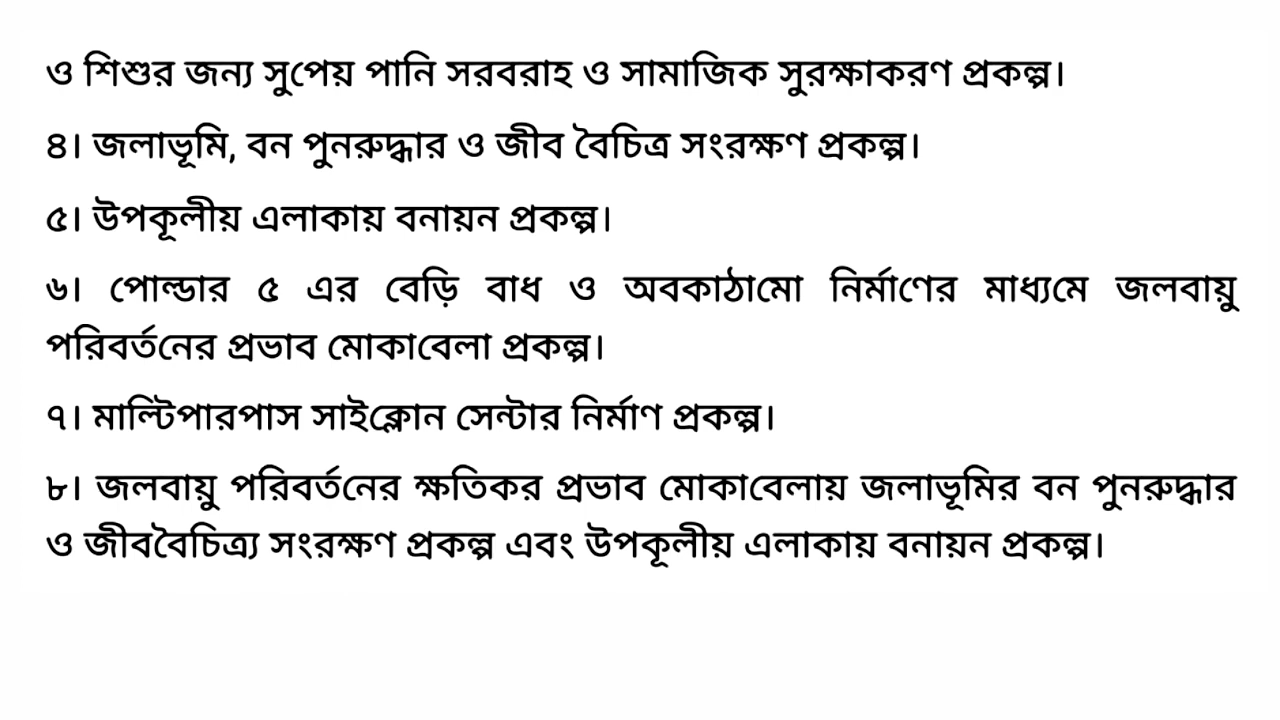 ও শিশুর জন্য সুপেয় পানি সরবরাহ ও সামাজিক সুরক্ষাকরণ প্রকল্প।
৪। জলাভূমি, বন পুনরুদ্ধার ও জীব বৈচিত্র সংরক্ষণ প্রকল্প।
৫। উপকূলীয় এলাকায় বনায়ন প্রকল্প।
৬। পোল্ডার ৫ এর বেড়ি বাধ ও অবকাঠামো নির্মাণের মাধ্যমে জলবায়ু
পরিবর্তনের প্রভাব মোকাবেলা প্রকল্প।
৭। মাল্টিপারপাস সাইক্লোন সেন্টার নির্মাণ প্রকল্প।
৮। জলবায়ু পরিবর্তনের ক্ষতিকর প্রভাব মোকাবেলায় জলাভূমির বন পুনরুদ্ধার
ও জীববৈচিত্র্য সংরক্ষণ প্রকল্প এবং উপকূলীয় এলাকায় বনায়ন প্রকল্প।